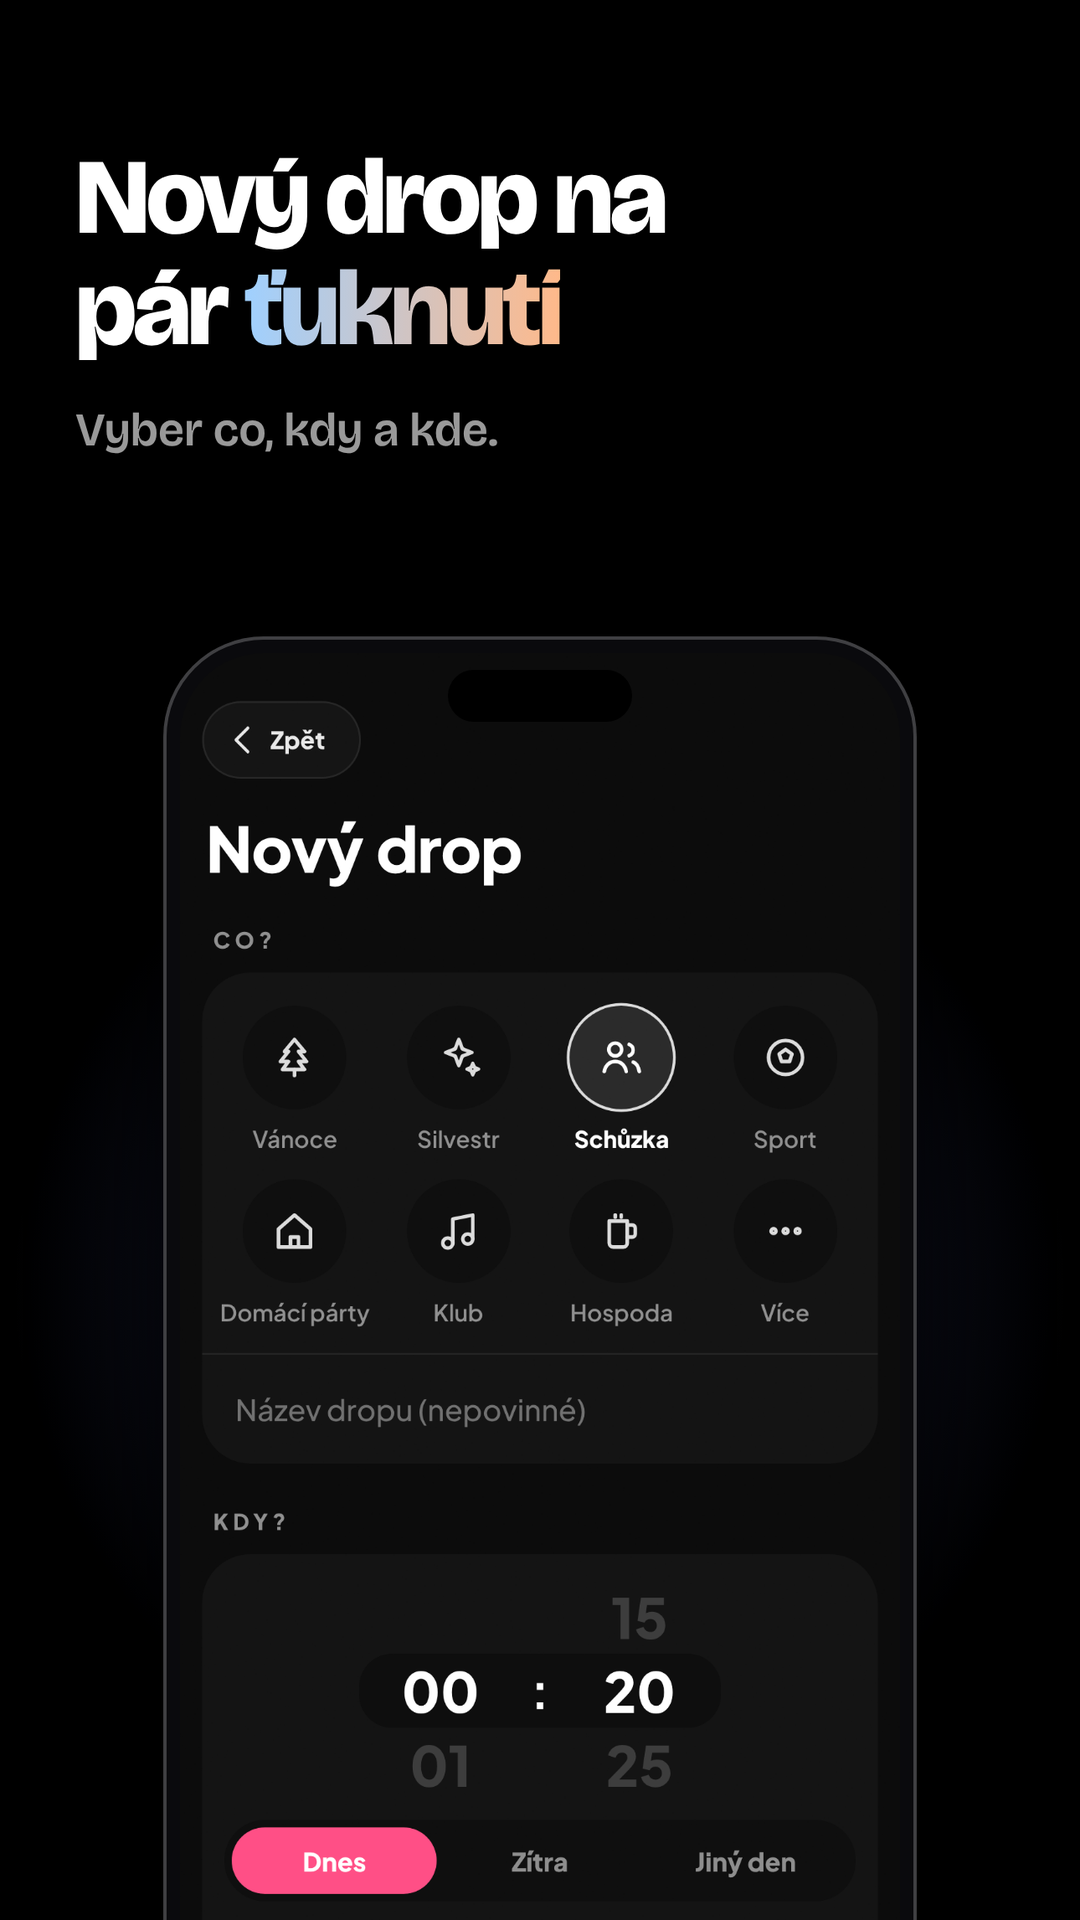 Nový drop na
pár ťuknutí
Vyber co, kdy a kde.
Zpět
Nový drop
CO?
Vánoce Silvestr Schůzka Sport
Domácí párty Klub Hospoda Více
Název dropu (nepovinné)
KDY?
15
00 : 20
01 25
Dnes Zítra Jiný den